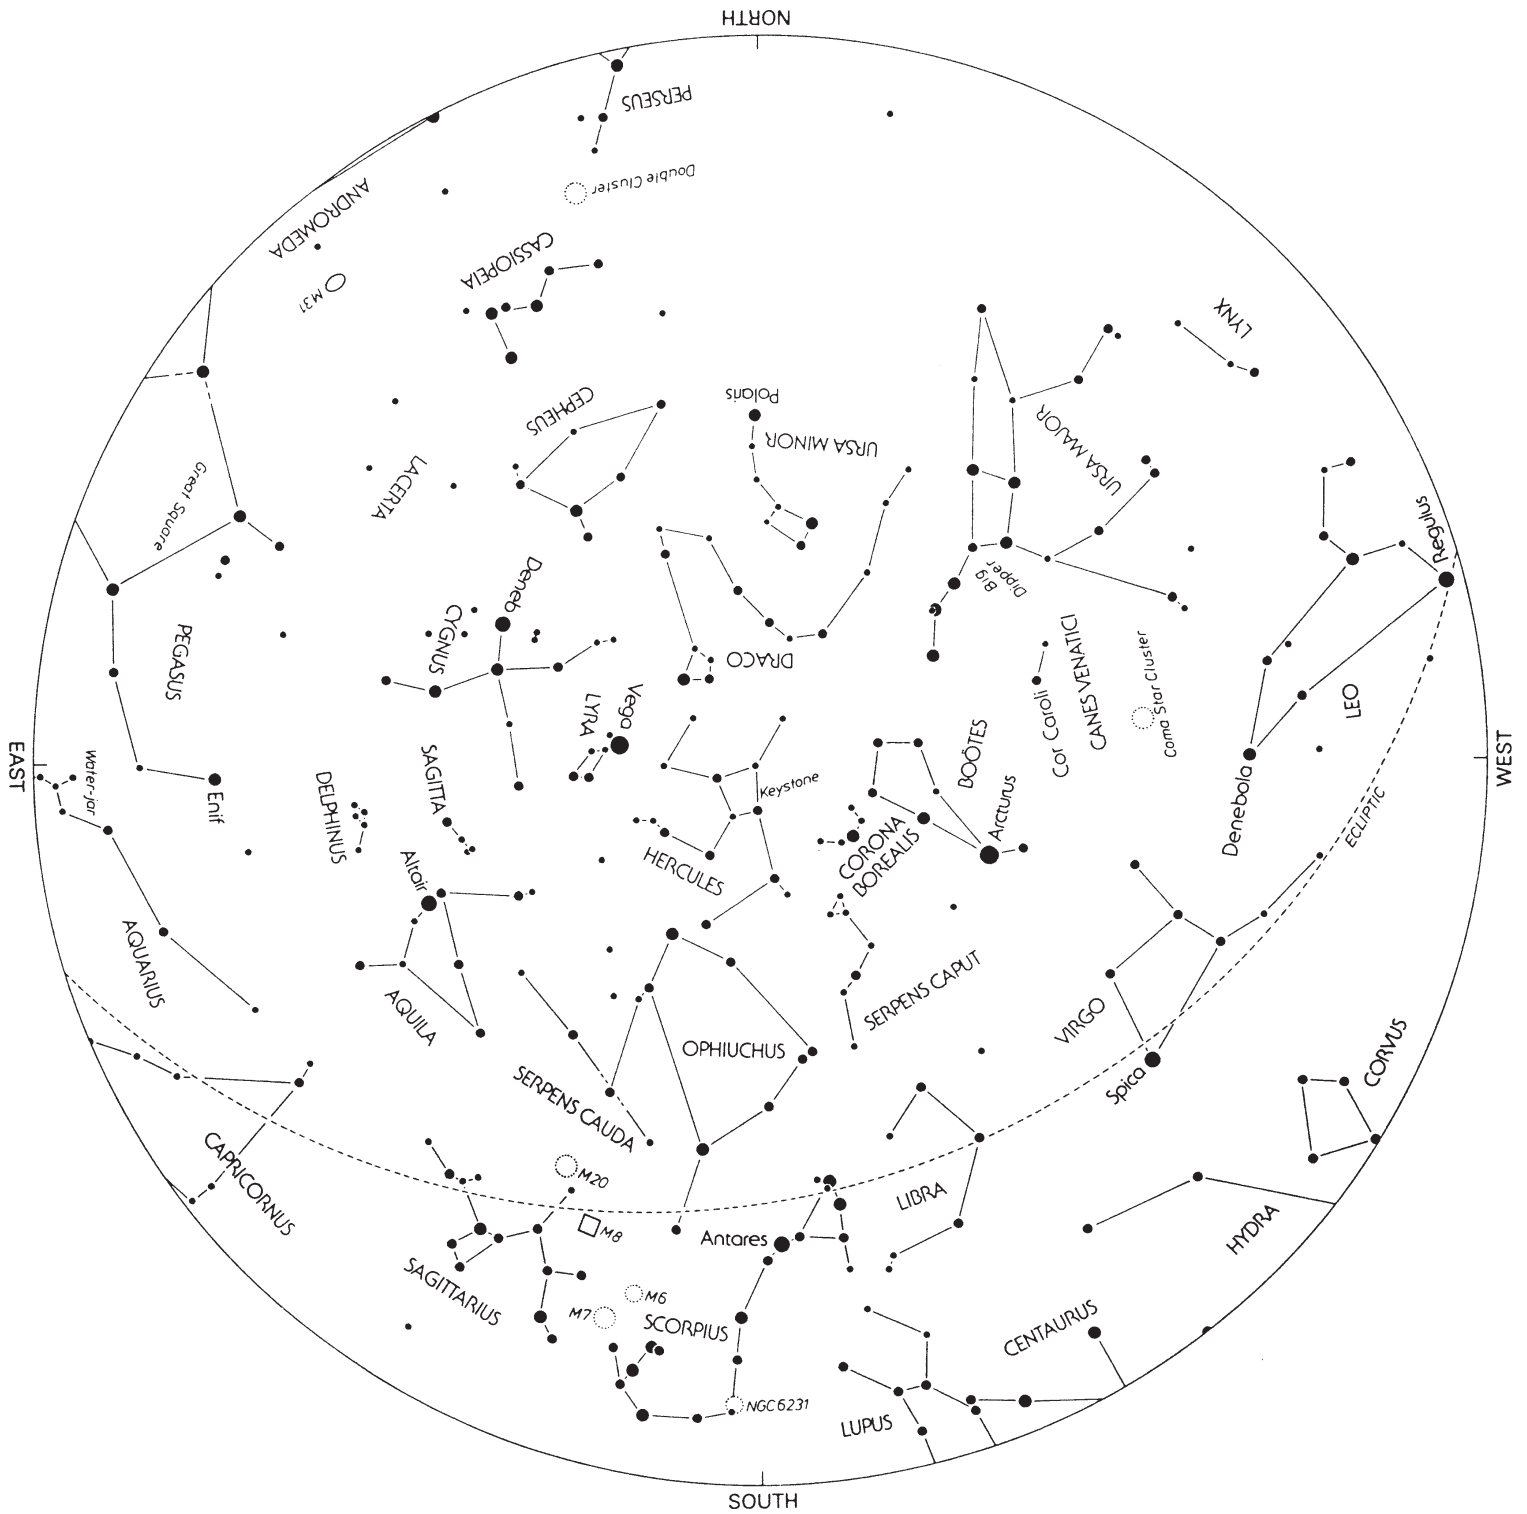 NORTH
PERSEUS
Double Cluster
ANDROMEDA
M31
CASSIOPEIA
LYNX
Polaris
CEPHEUS
URSA MINOR
URSA MAJOR
LACERTA
Great Square
Regulus
Big
Dipper
Deneb
CYGNUS
PEGASUS
DRACO
CANES VENATICI
Cor Caroli
Coma Star Cluster
LEO
LYRA
Vega
EAST
WEST
Water-jar
Enif
DELPHINUS
SAGITTA
Keystone
BOÖTES
Arcturus
Denebola
ECLIPTIC
Altair
HERCULES
CORONA
BOREALIS
AQUARIUS
AQUILA
SERPENS CAPUT
VIRGO
OPHIUCHUS
CORVUS
Spica
SERPENS CAUDA
CAPRICORNUS
M20
M8
LIBRA
Antares
HYDRA
SAGITTARIUS
M6
M7
SCORPIUS
CENTAURUS
NGC6231
LUPUS
SOUTH